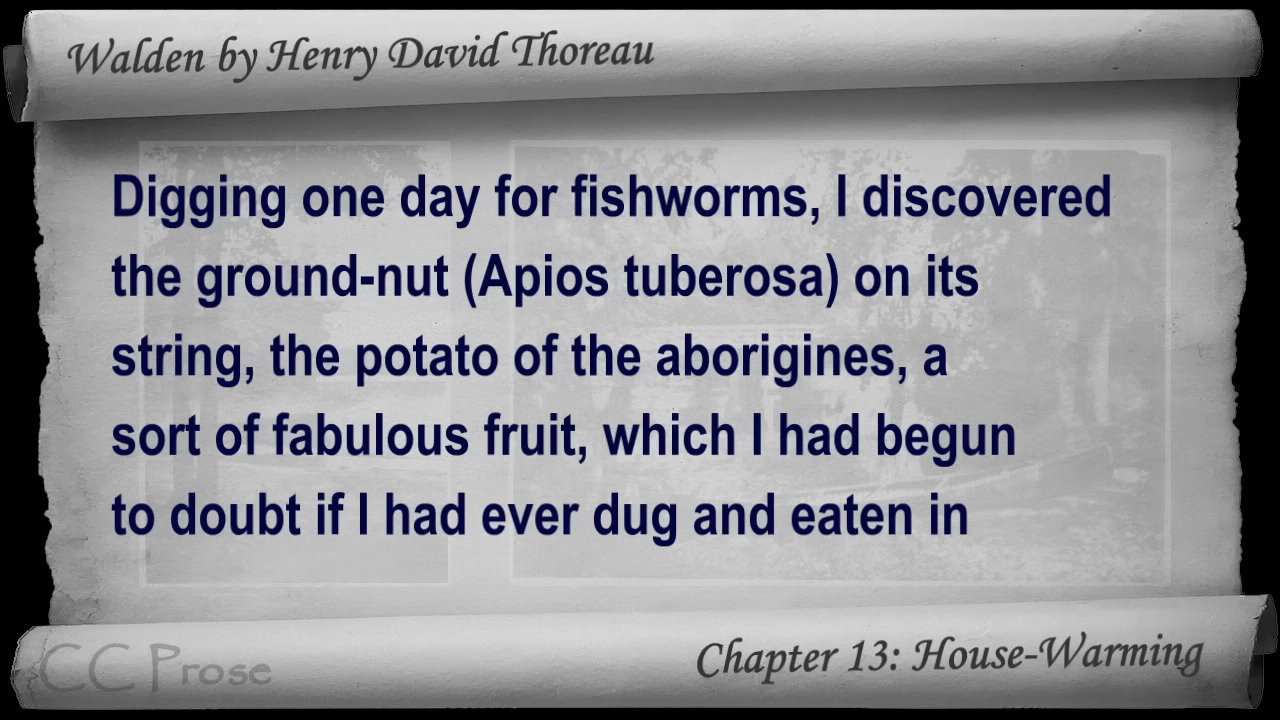 Walden by Henry David Thoreau
Digging one day for fishworms, I discovered
the ground-nut (Apios tuberosa) on its
string, the potato of the aborigines, a
sort of fabulous fruit, which I had begun
to doubt if I had ever dug and eaten in
CC Prose
Chapter 13: House-Warming